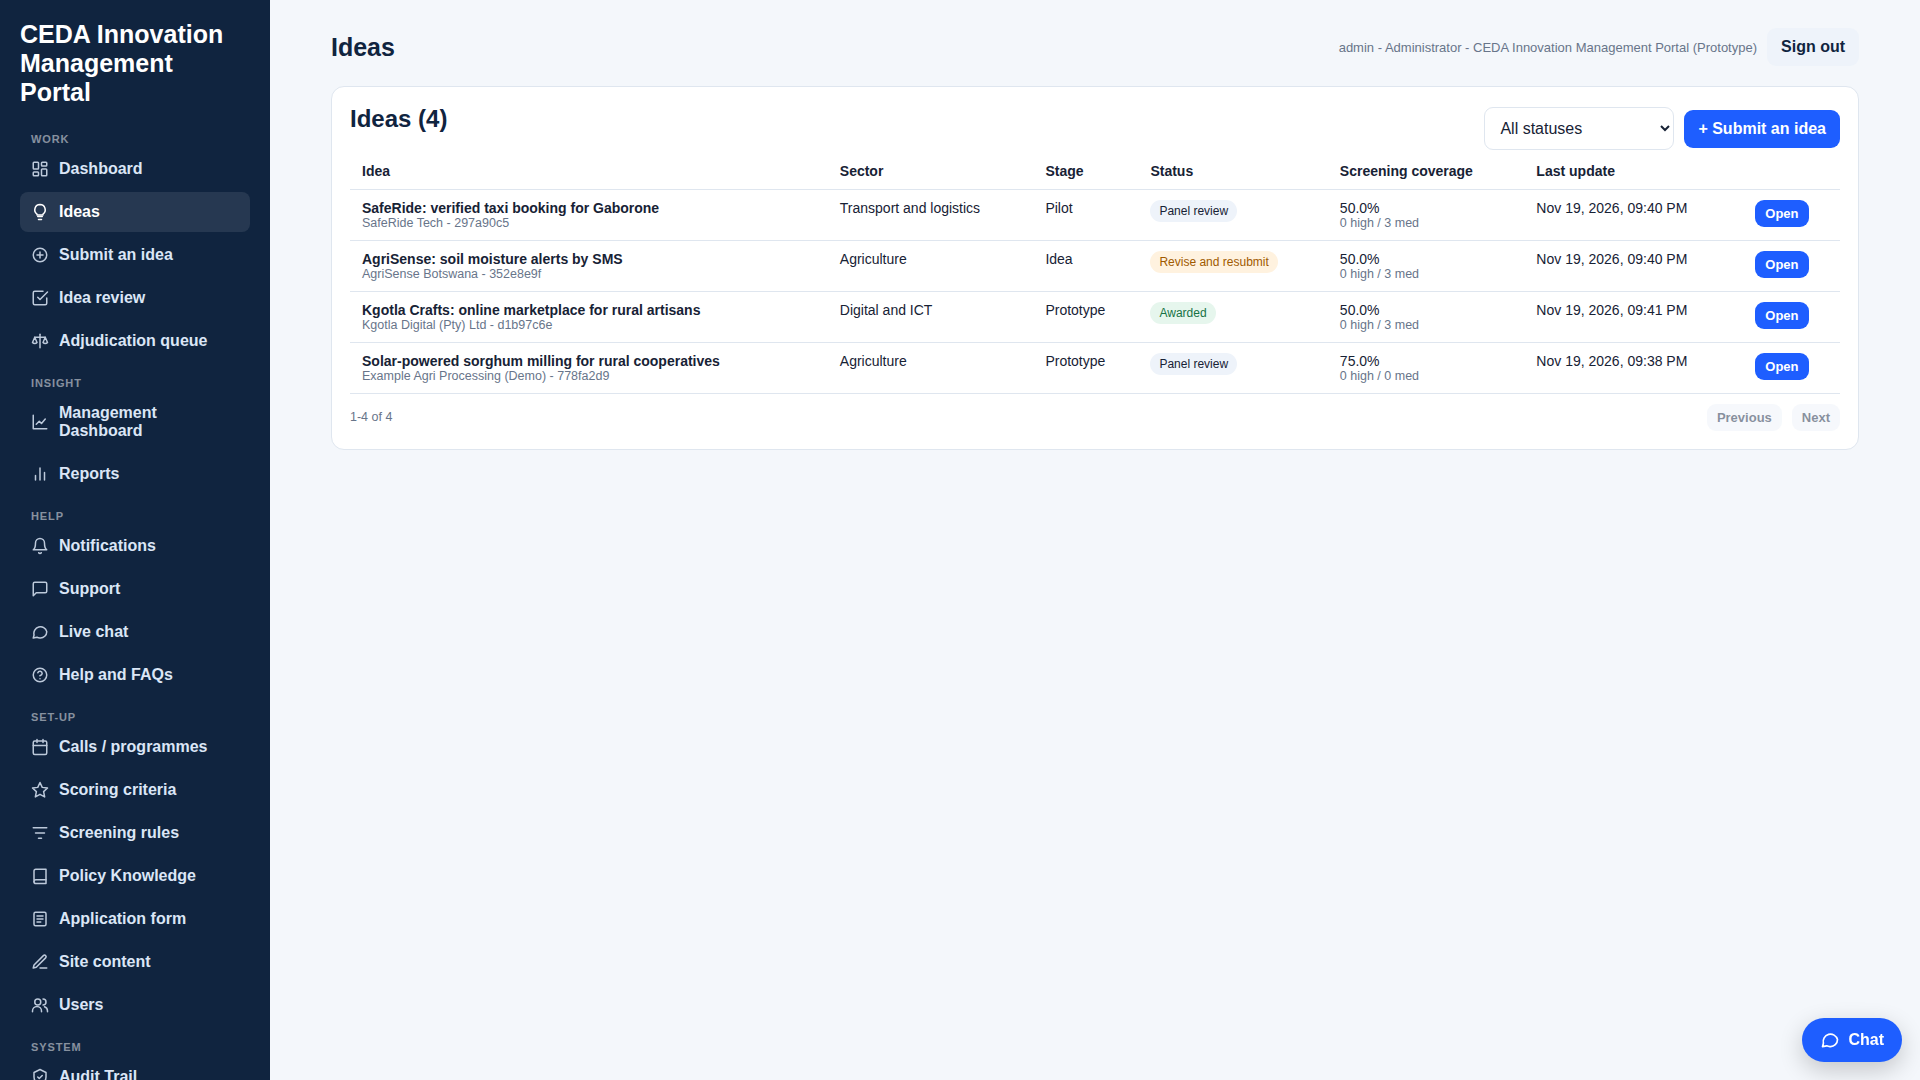 CEDA Innovation
Management
Portal
WORK
Dashboard
Ideas
Submit an idea
Idea review
Adjudication queue
INSIGHT
Management
Dashboard
Reports
HELP
Notifications
Support
Live chat
Help and FAQs
SET-UP
Calls / programmes
Scoring criteria
Screening rules
Policy Knowledge
Application form
Site content
Users
SYSTEM
Audit Trail
Ideas
admin - Administrator - CEDA Innovation Management Portal (Prototype)
Sign out
Ideas (4)
All statuses
+ Submit an idea
Idea Sector Stage Status Screening coverage Last update
SafeRide: verified taxi booking for Gaborone Transport and logistics Pilot Panel review 50.0% Nov 19, 2026, 09:40 PM Open
SafeRide Tech - 297a90c5 0 high / 3 med
AgriSense: soil moisture alerts by SMS Agriculture Idea Revise and resubmit 50.0% Nov 19, 2026, 09:40 PM Open
AgriSense Botswana - 352e8e9f 0 high / 3 med
Kgotla Crafts: online marketplace for rural artisans Digital and ICT Prototype Awarded 50.0% Nov 19, 2026, 09:41 PM Open
Kgotla Digital (Pty) Ltd - d1b97c6e 0 high / 3 med
Solar-powered sorghum milling for rural cooperatives Agriculture Prototype Panel review 75.0% Nov 19, 2026, 09:38 PM Open
Example Agri Processing (Demo) - 778fa2d9 0 high / 0 med
1-4 of 4
Previous Next
Chat